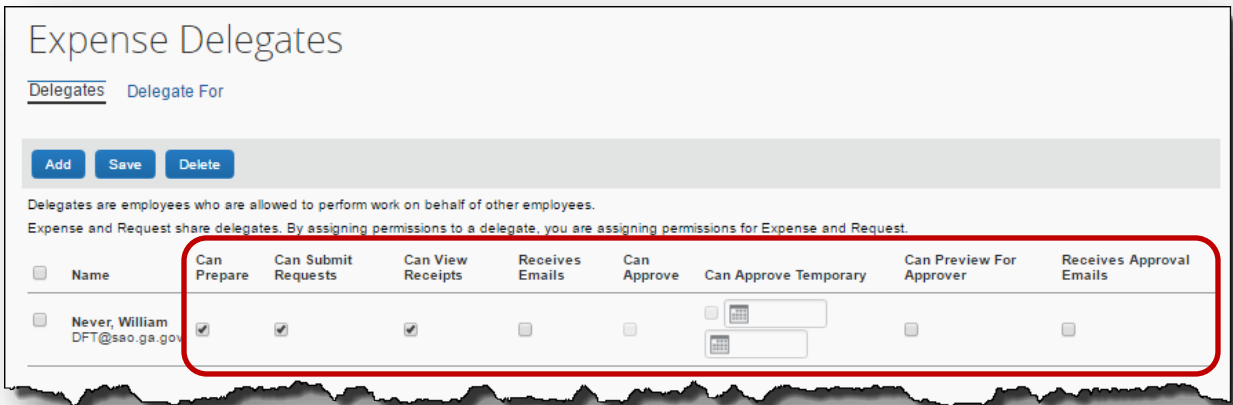 Expense Delegates
Delegates Delegate For
Add Save Delete
Delegates are employees who are allowed to perform work on behalf of other employees.
Expense and Request share delegates. By assigning permissions to a delegate, you are assigning permissions for Expense and Request.
Name Can Prepare Can Submit Requests Can View Receipts Receives Emails Can Approve Can Approve Temporary Can Preview For Approver Receives Approval Emails
Never, William
DFT@sao.ga.gov